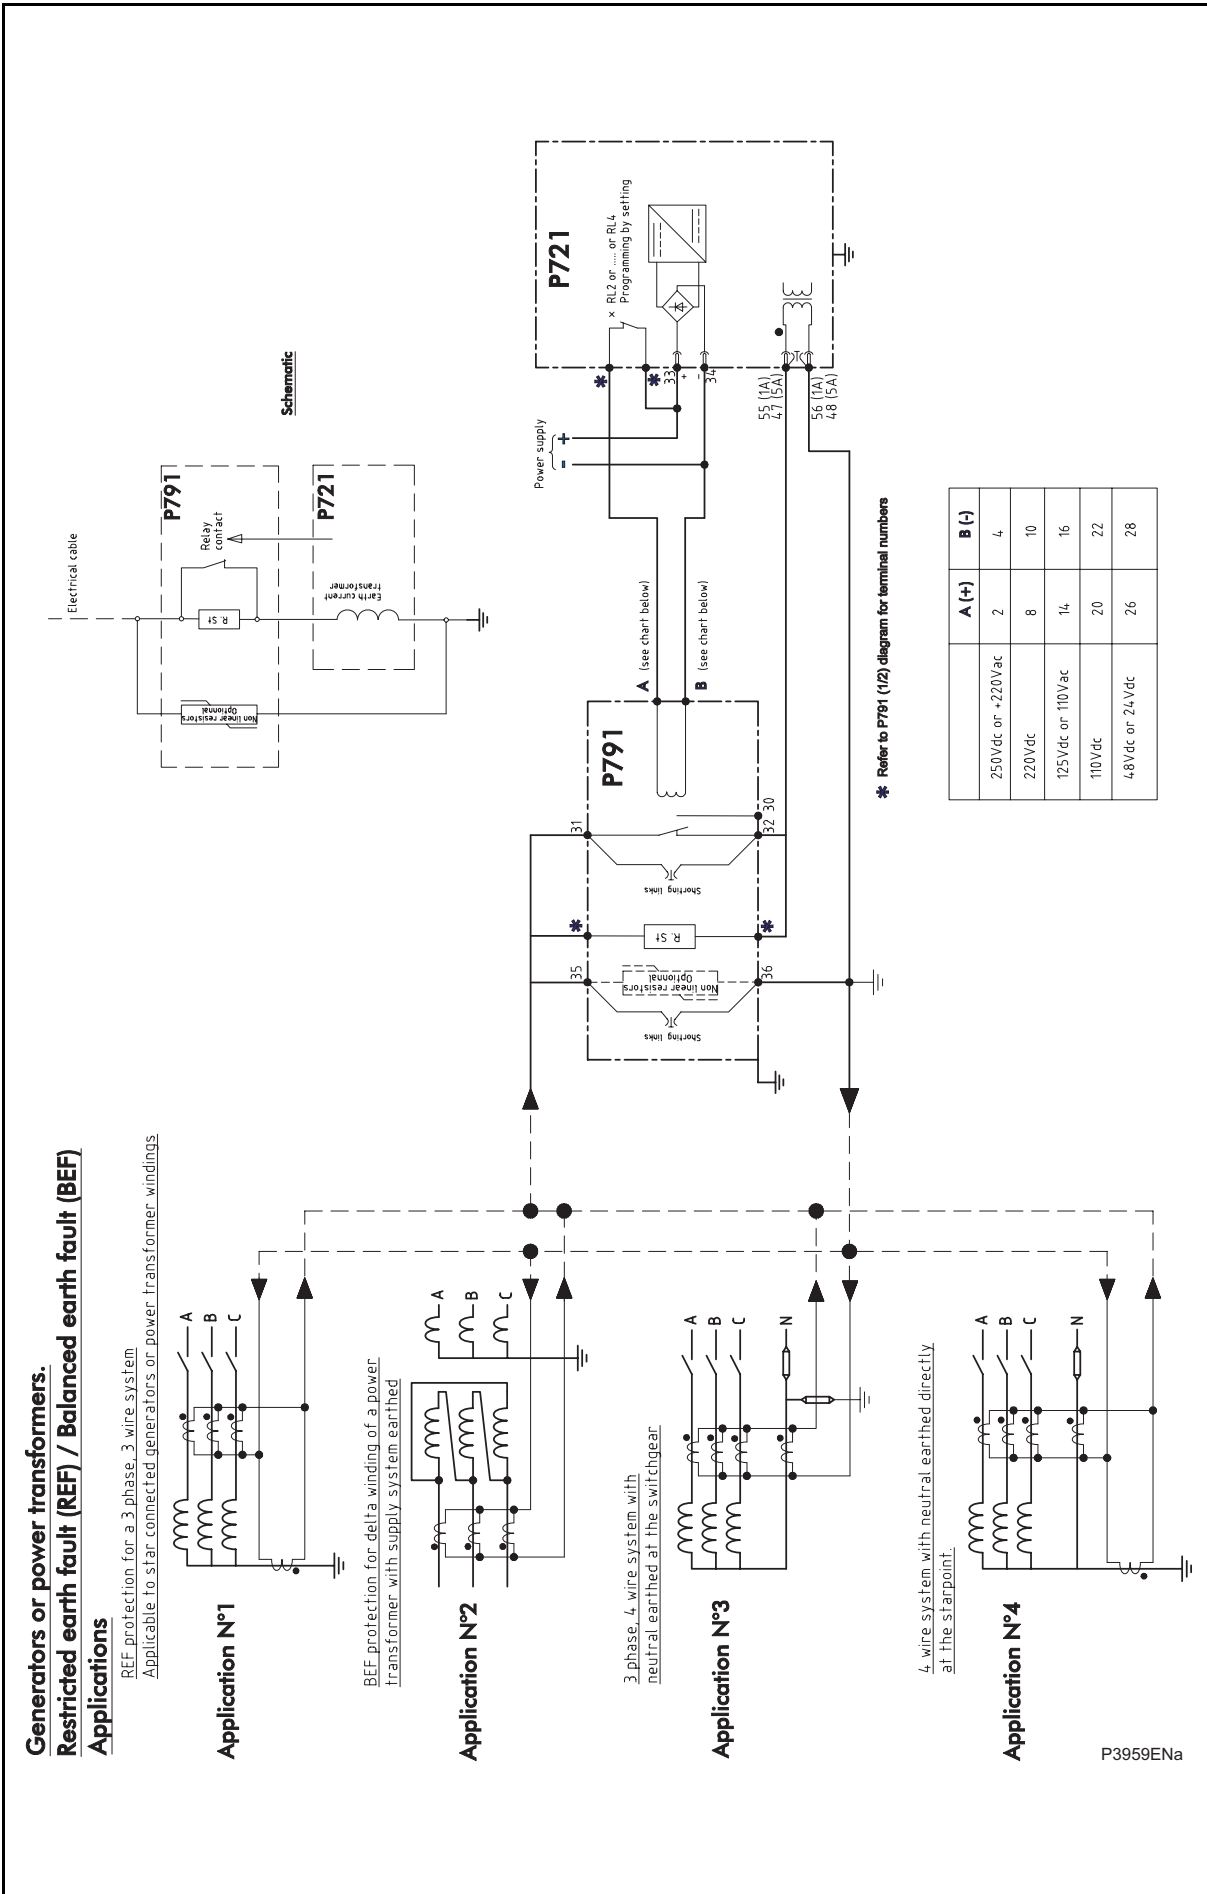 Generators or power transformers.
Restricted earth fault (REF) / Balanced earth fault (BEF)
Applications
REF protection for a 3 phase, 3 wire system
Applicable to star connected generators or power transformer windings
Application N°1
A
B
C
BEF protection for delta winding of a power
transformer with supply system earthed
Application N°2
A
B
C
3 phase, 4 wire system with
neutral earthed at the switchgear
Application N°3
A
B
C
N
4 wire system with neutral earthed directly
at the starpoint.
Application N°4
A
B
C
N
Schematic
Electrical cable
P791
Relay
contact
R. St
Non linear resistors
Optionnal
P721
Earth current
transformer
P791
31
32
30
35
36
*
*
Shorting links
R. St
Non linear resistors
Optionnal
Shorting links
A (see chart below)
B (see chart below)
Power supply
+
-
P721
× RL2 or ..... or RL4
Programming by setting
*
*
33
+
-
34
55 (1A)
47 (5A)
56 (1A)
48 (5A)
* Refer to P791 (1/2) diagram for terminal numbers
A (+) B (-)
250Vdc or +220Vac 2 4
220Vdc 8 10
125Vdc or 110Vac 14 16
110Vdc 20 22
48Vdc or 24Vdc 26 28
P3959ENa